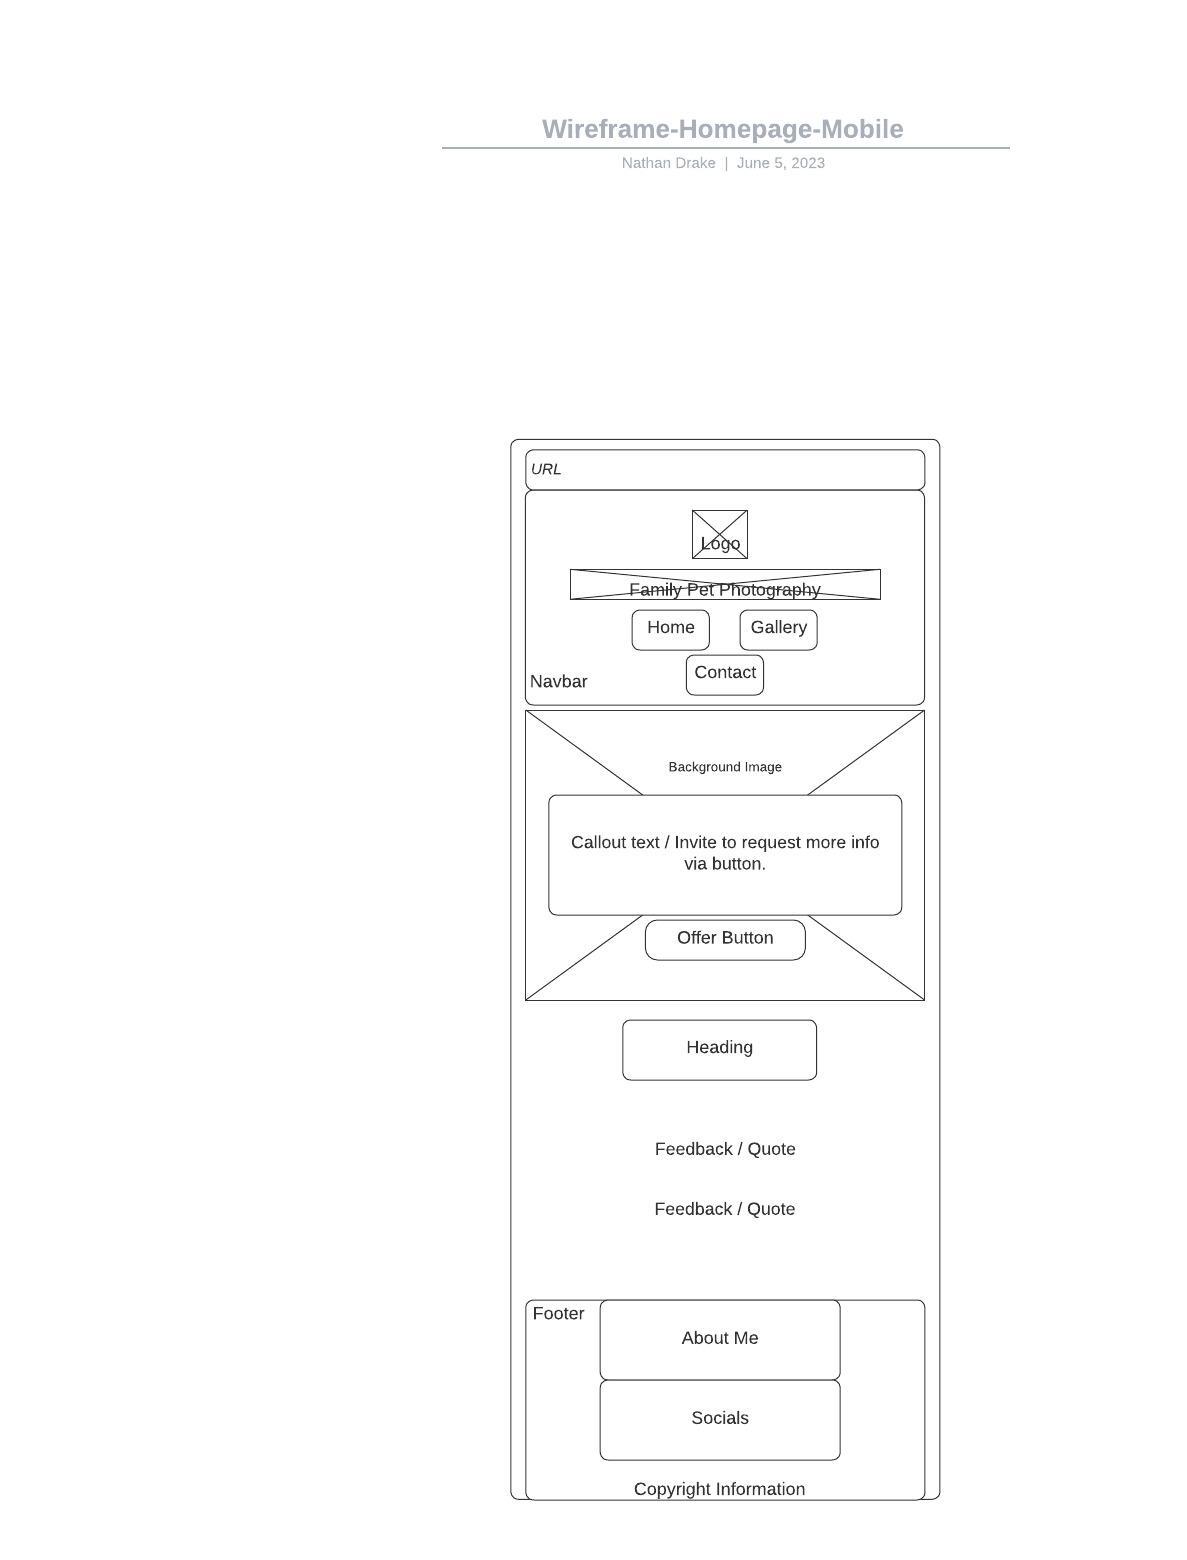 Wireframe-Homepage-Mobile
Nathan Drake | June 5, 2023
URL
Logo
Family Pet Photography
Home
Gallery
Contact
Navbar
Background Image
Callout text / Invite to request more info
via button.
Offer Button
Heading
Feedback / Quote
Feedback / Quote
Footer
About Me
Socials
Copyright Information